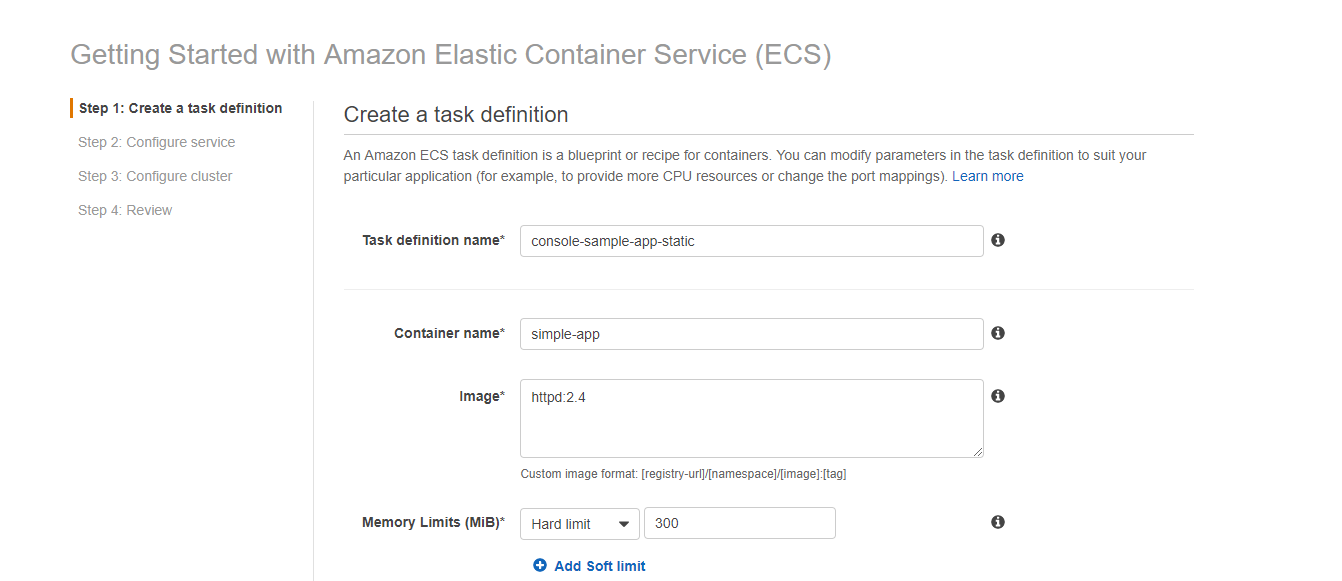 Getting Started with Amazon Elastic Container Service (ECS)
Step 1: Create a task definition
Step 2: Configure service
Step 3: Configure cluster
Step 4: Review
Create a task definition
An Amazon ECS task definition is a blueprint or recipe for containers. You can modify parameters in the task definition to suit your
particular application (for example, to provide more CPU resources or change the port mappings). Learn more
Task definition name* console-sample-app-static
Container name* simple-app
Image* httpd:2.4
Custom image format: [registry-url]/[namespace]/[image]:[tag]
Memory Limits (MiB)* Hard limit 300
Add Soft limit